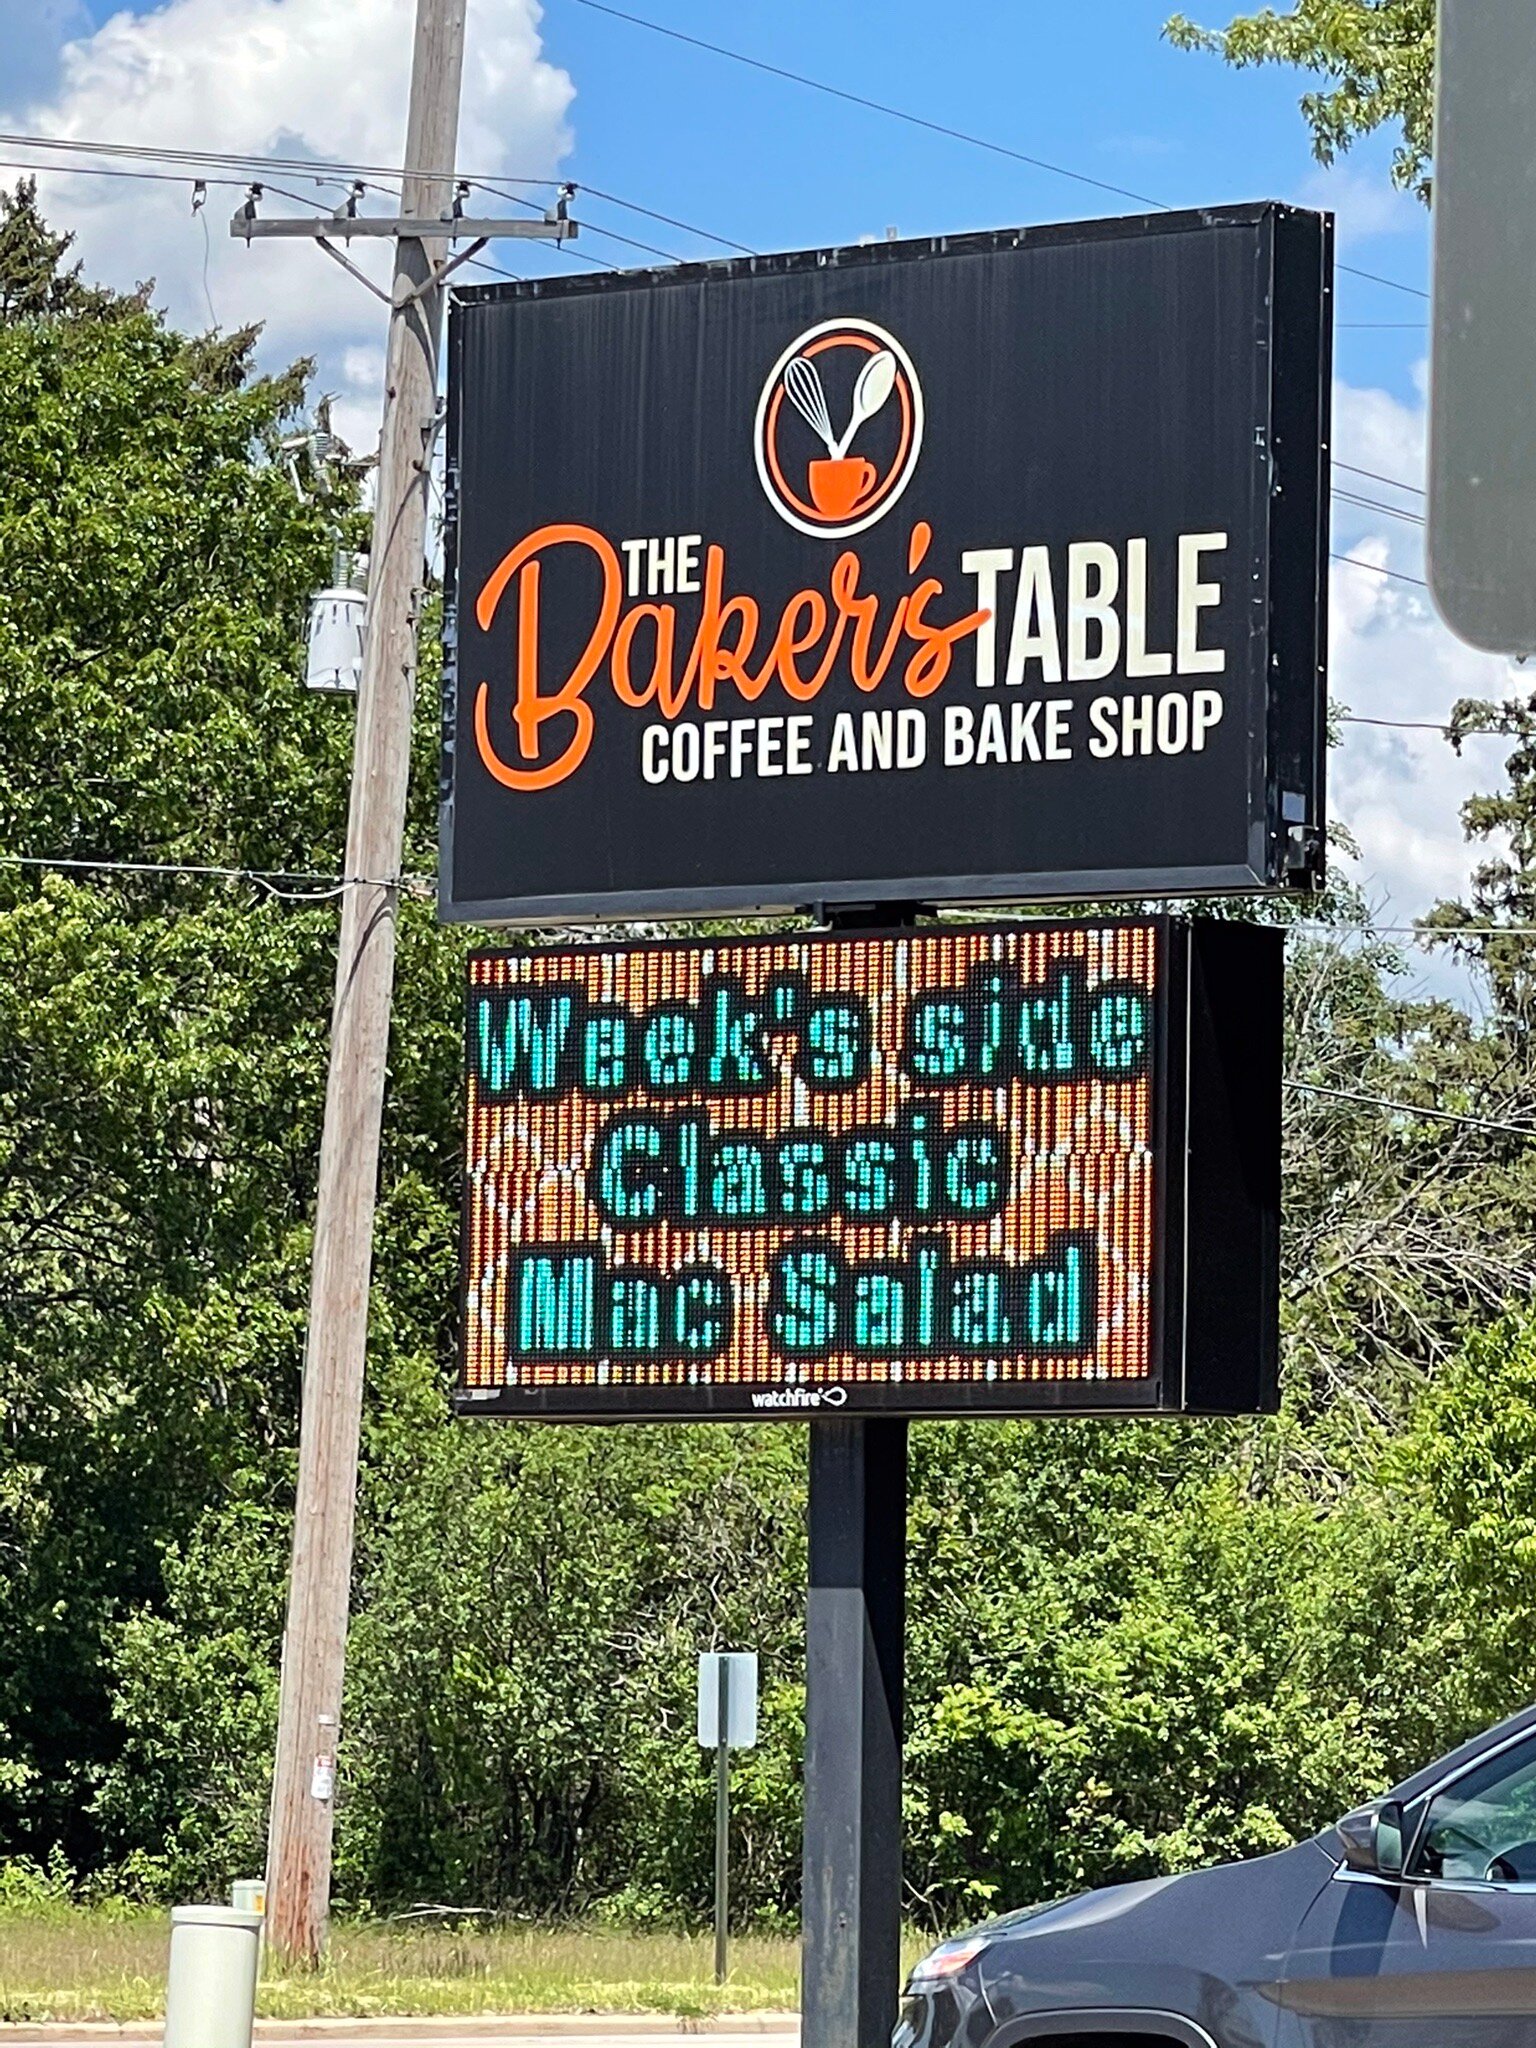 THE Baker's TABLE
COFFEE AND BAKE SHOP
Week's side
Classic
Mac Salad
watchfire